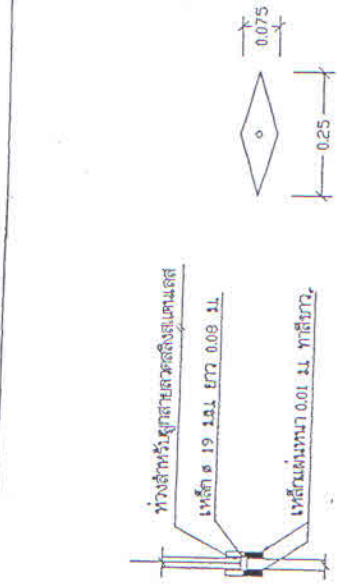 ห่วงสำหรับผูกสายลวดสลิงสแตนเลส
เหล็ก ø 19 มม. ยาว 0.08 ม.
เหล็กแผ่นหนา 0.01 ม. ทาสีขาว
0.075
0.25